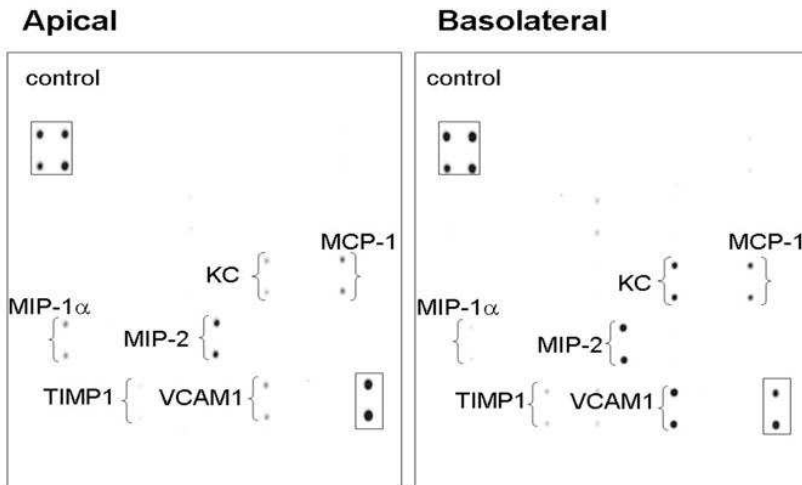 Apical
control
MCP-1
KC
MIP-1α
MIP-2
TIMP1
VCAM1
Basolateral
control
MCP-1
KC
MIP-1α
MIP-2
TIMP1
VCAM1